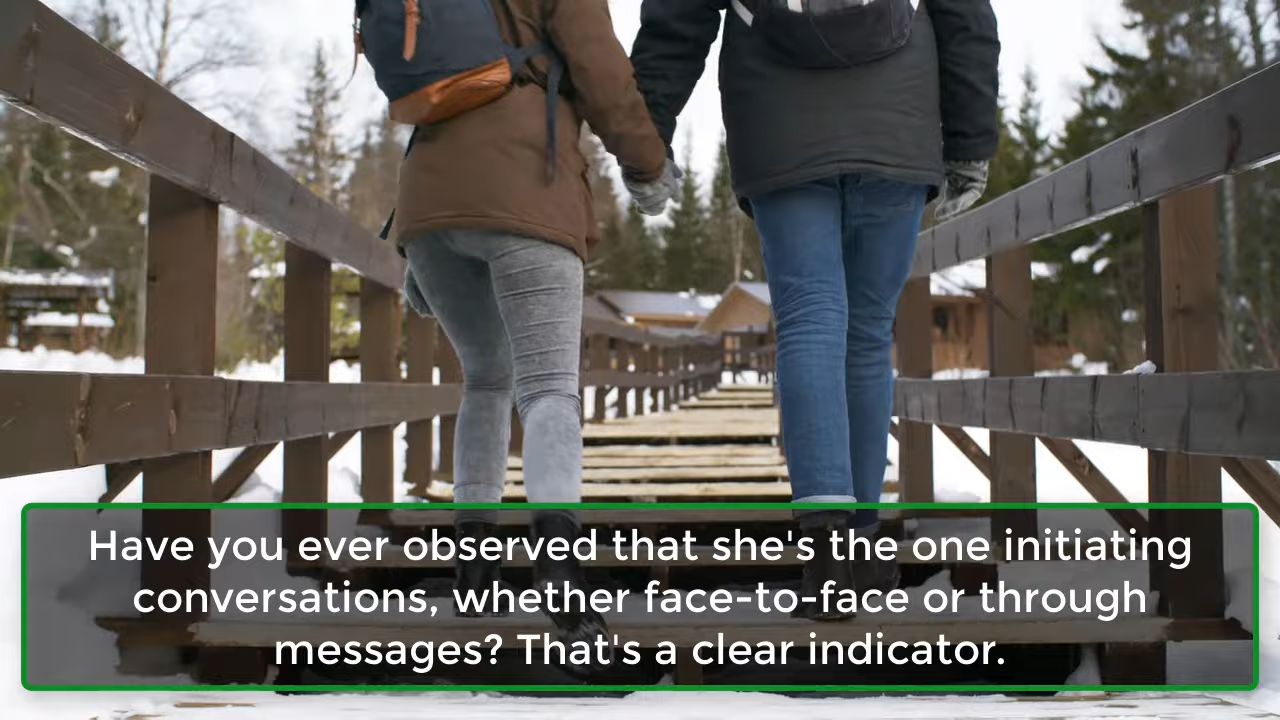 Have you ever observed that she's the one initiating
conversations, whether face-to-face or through
messages? That's a clear indicator.